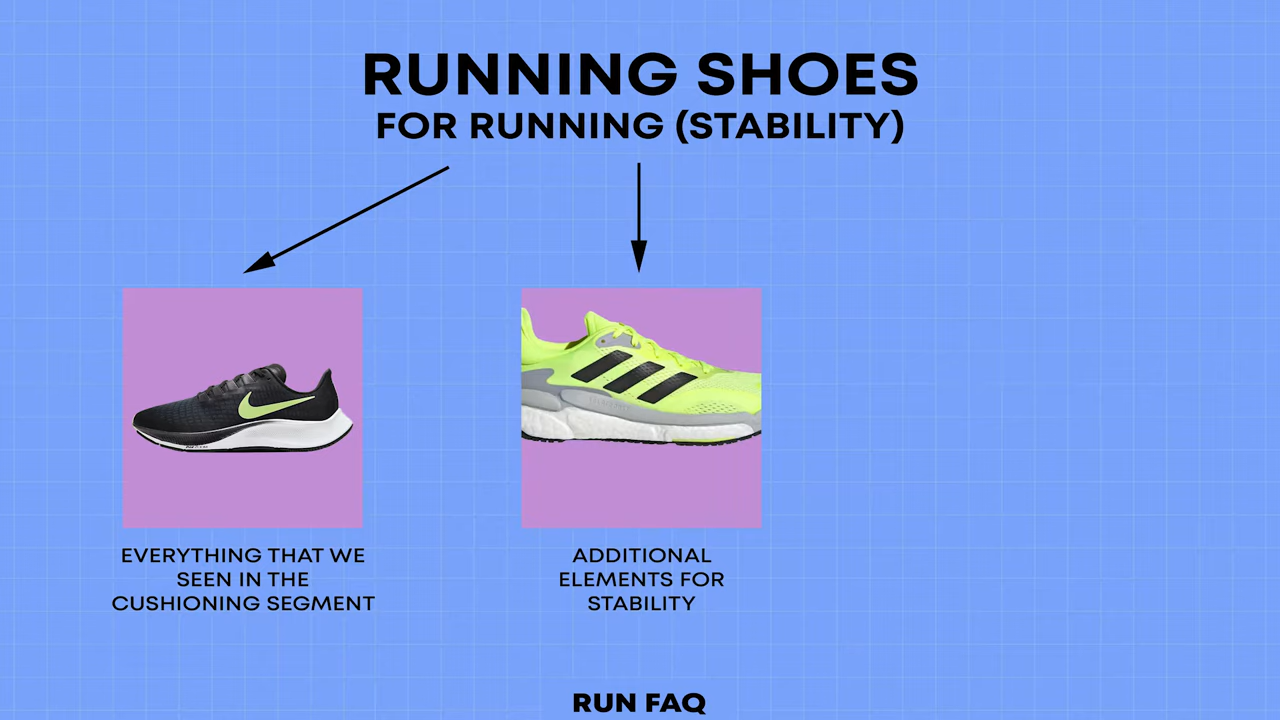 RUNNING SHOES
FOR RUNNING (STABILITY)
EVERYTHING THAT WE
SEEN IN THE
CUSHIONING SEGMENT
ADDITIONAL
ELEMENTS FOR
STABILITY
RUN FAQ